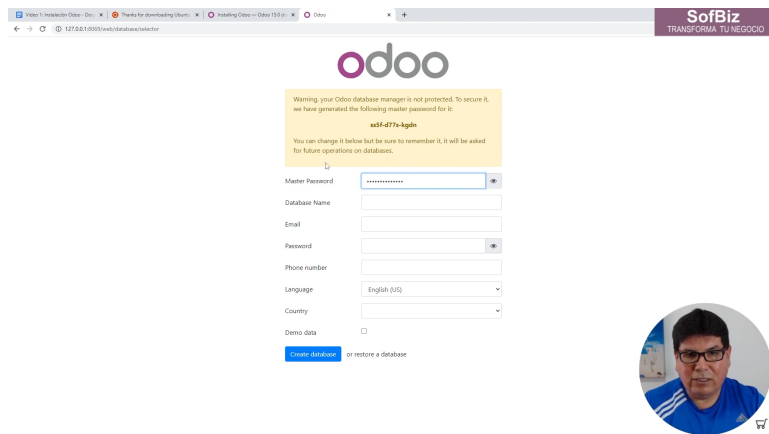 Video 1: Instalación Odoo - Doc
Thanks for downloading Ubuntu
Installing Odoo — Odoo 15.0 d
Odoo
127.0.0.1:8069/web/database/selector
SofBiz
TRANSFORMA TU NEGOCIO
odoo
Warning, your Odoo database manager is not protected. To secure it,
we have generated the following master password for it:
xs5f-d77s-kgdn
You can change it below but be sure to remember it, it will be asked
for future operations on databases.
Master Password
Database Name
Email
Password
Phone number
Language
English (US)
Country
Demo data
Create database or restore a database
adidas